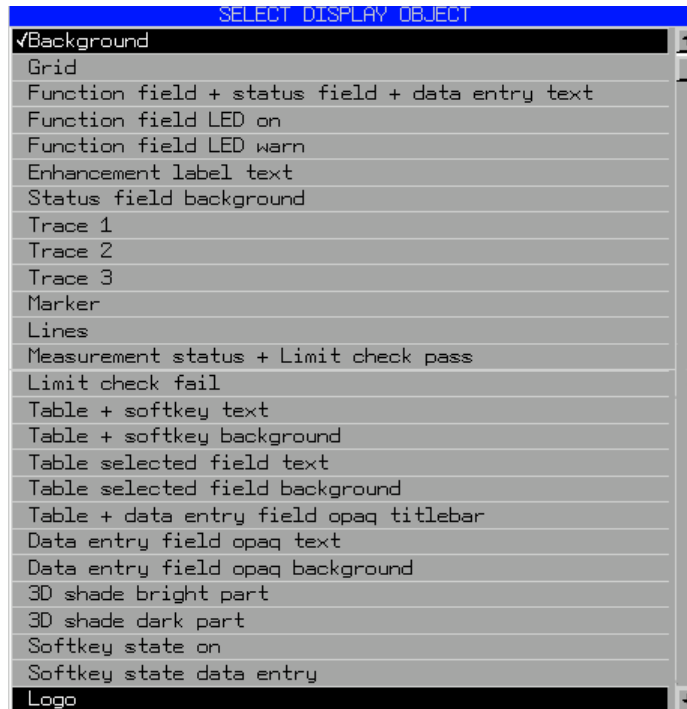 SELECT DISPLAY OBJECT
√Background
Grid
Function field + status field + data entry text
Function field LED on
Function field LED warn
Enhancement label text
Status field background
Trace 1
Trace 2
Trace 3
Marker
Lines
Measurement status + Limit check pass
Limit check fail
Table + softkey text
Table + softkey background
Table selected field text
Table selected field background
Table + data entry field opaq titlebar
Data entry field opaq text
Data entry field opaq background
3D shade bright part
3D shade dark part
Softkey state on
Softkey state data entry
Logo